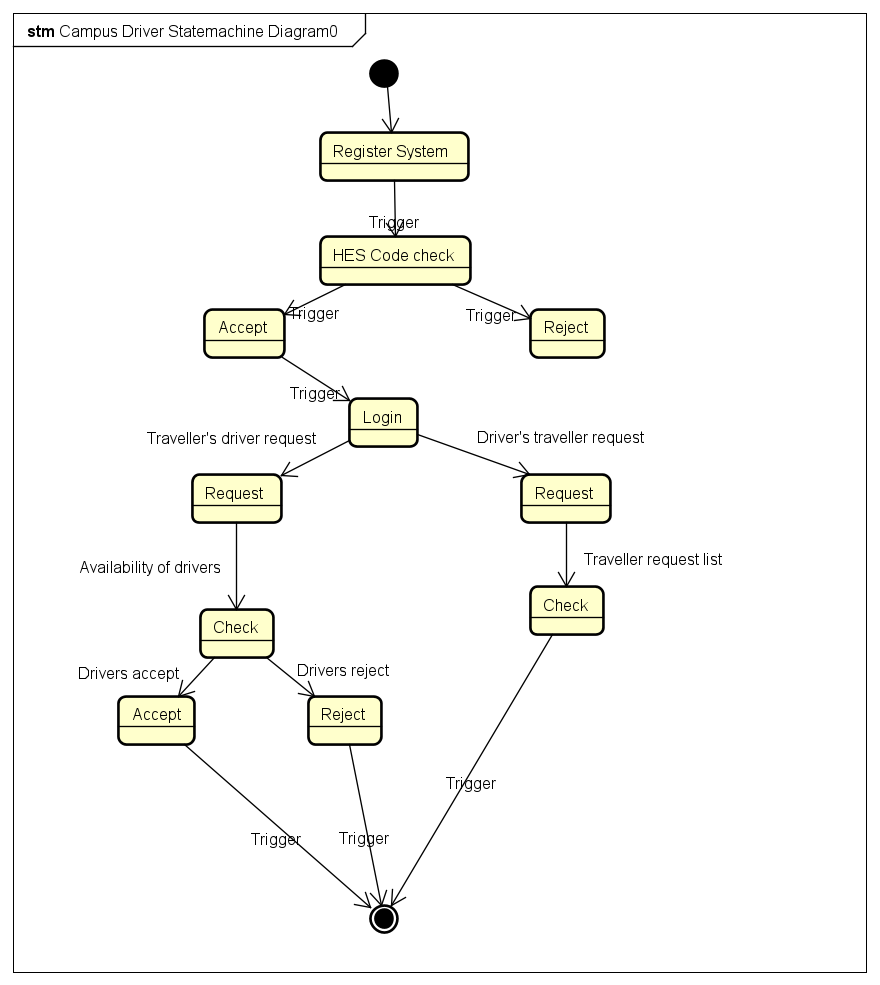 stm Campus Driver Statemachine Diagram0
Register System
Trigger
HES Code check
Trigger
Trigger
Accept
Reject
Trigger
Login
Traveller's driver request
Driver's traveller request
Request
Request
Availability of drivers
Traveller request list
Check
Check
Drivers accept
Drivers reject
Accept
Reject
Trigger
Trigger
Trigger